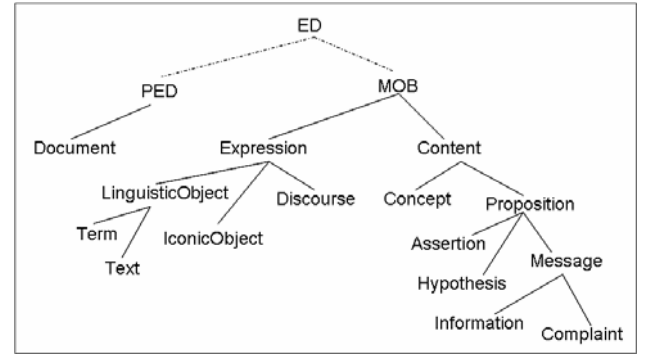 ED
PED
MOB
Document
Expression
Content
LinguisticObject
Discourse
Concept
Proposition
Term
IconicObject
Assertion
Text
Message
Hypothesis
Information
Complaint